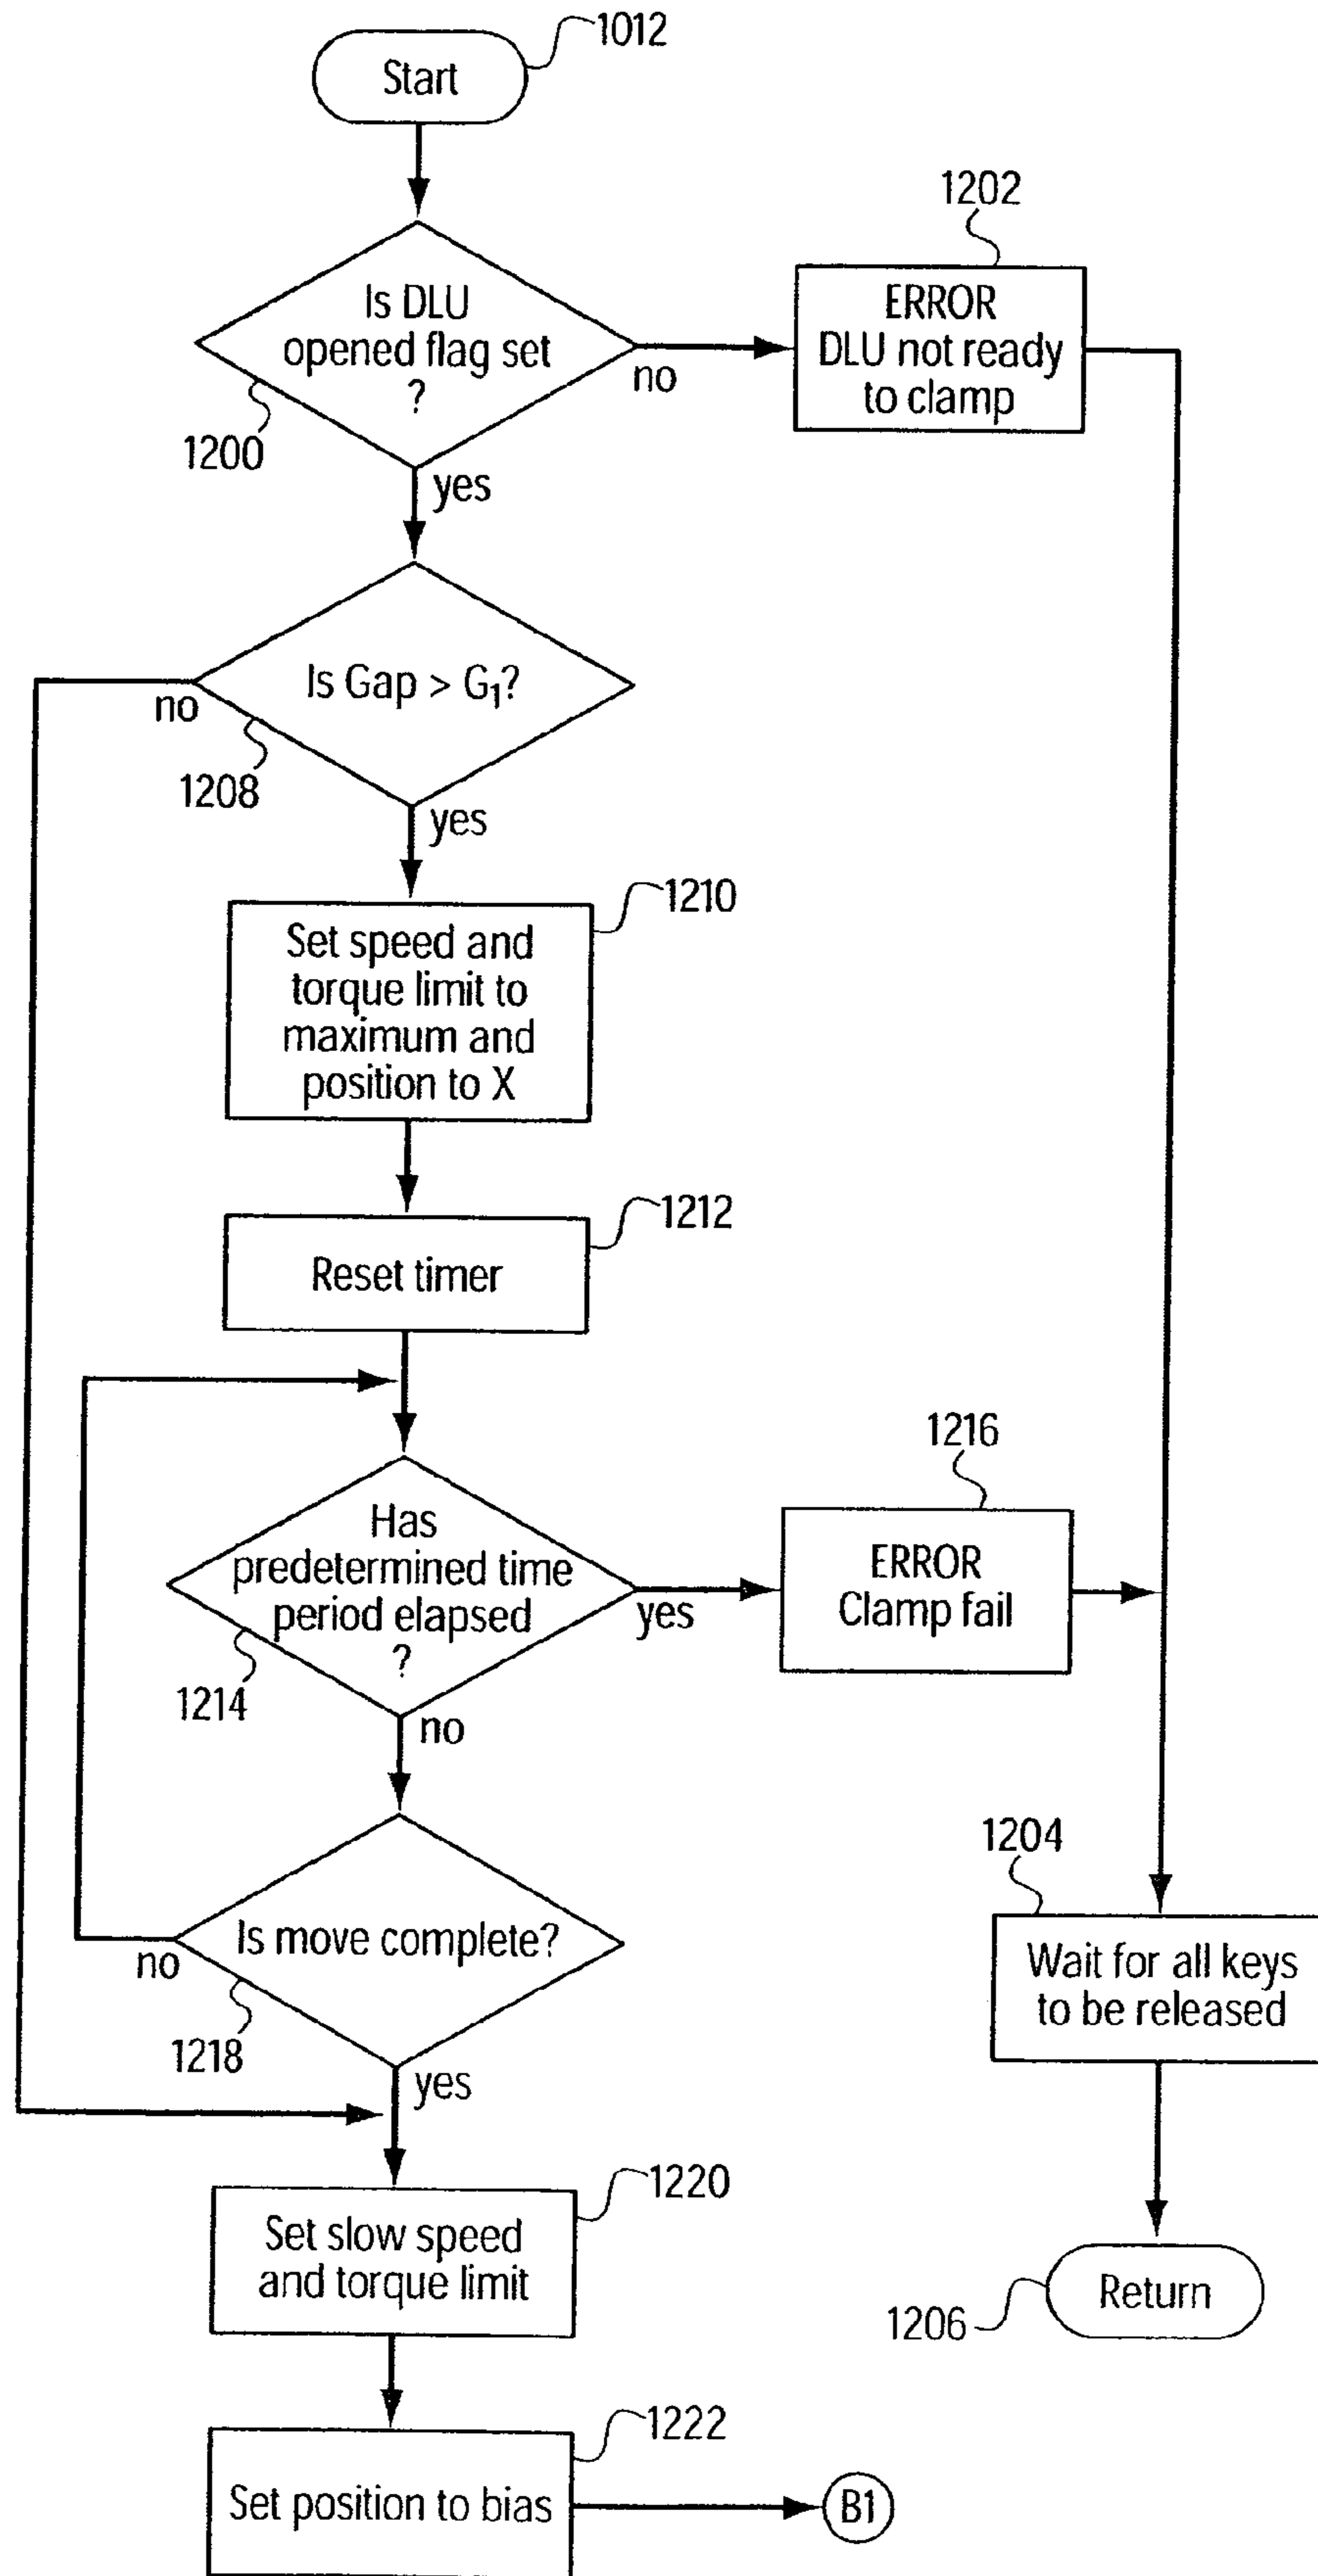 1012
Start
1202
Is DLU
opened flag set
?
no
ERROR
DLU not ready
to clamp
1200
yes
Is Gap > G₁?
no
1208
yes
1210
Set speed and
torque limit to
maximum and
position to X
1212
Reset timer
1216
Has
predetermined time
period elapsed
?
yes
ERROR
Clamp fail
1214
no
1204
Is move complete?
no
Wait for all keys
to be released
1218
yes
1220
Set slow speed
and torque limit
Return
1206
1222
Set position to bias
B1